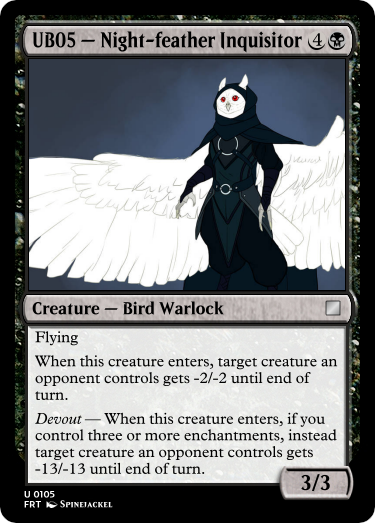 UB05 — Night-feather Inquisitor 4
Creature — Bird Warlock
Flying
When this creature enters, target creature an
opponent controls gets -2/-2 until end of
turn.
Devout — When this creature enters, if you
control three or more enchantments, instead
target creature an opponent controls gets
-13/-13 until end of turn.
3/3
U 0105
FRT SPINEJACKEL